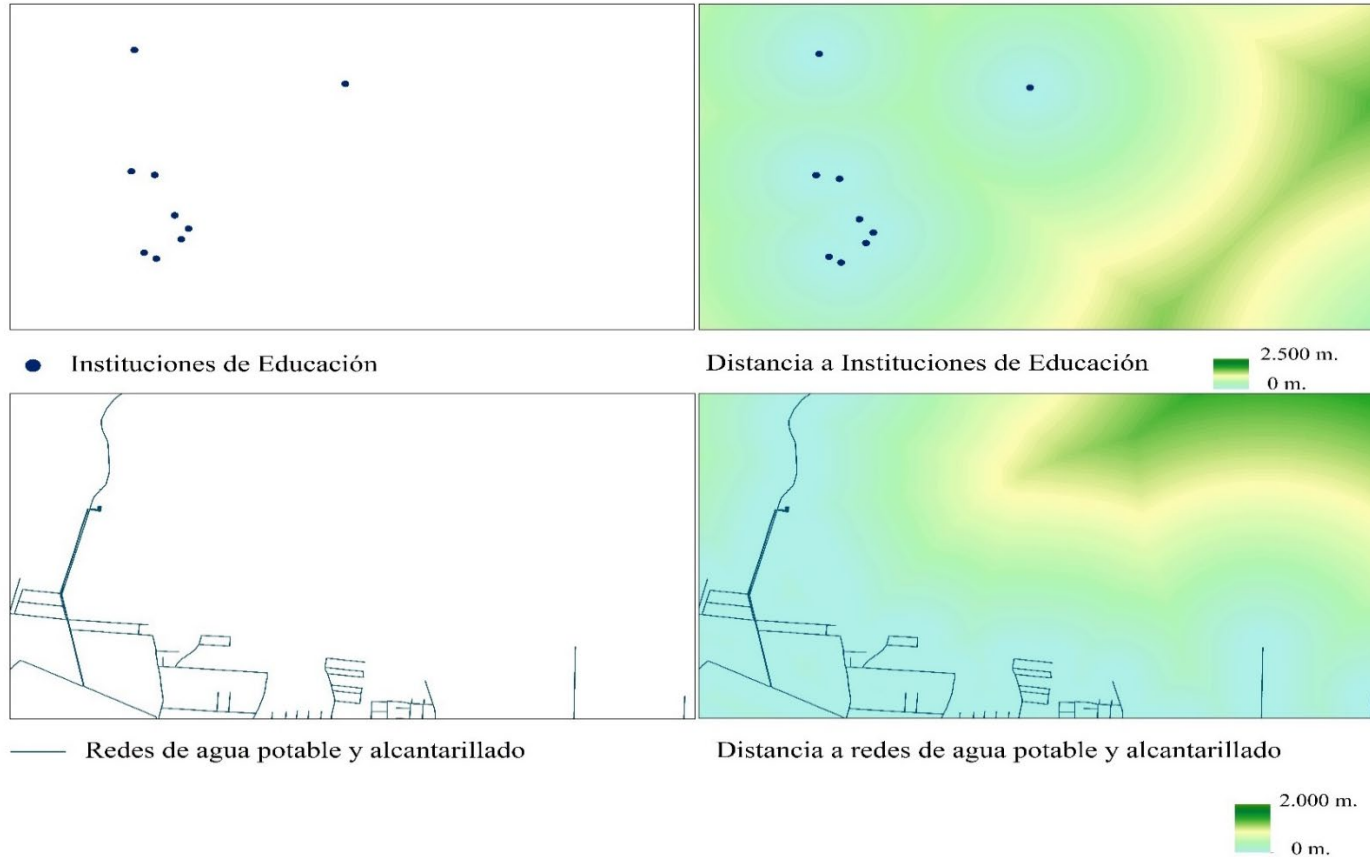 Instituciones de Educación
Distancia a Instituciones de Educación
2.500 m.
0 m.
Redes de agua potable y alcantarillado
Distancia a redes de agua potable y alcantarillado
2.000 m.
0 m.